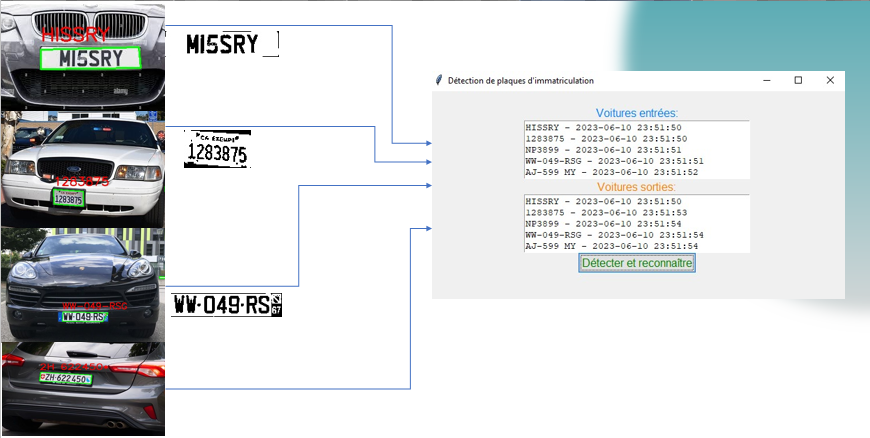 HISSRY
MI5SRY
alamy
MI5SRY
1283875
1283875
"CA EXEMPT"
1283875
WW-049-RSG
WW-049-RS
WW-049-RS
67
ZH·622450
Détection de plaques d'immatriculation
Voitures entrées:
HISSRY - 2023-06-10 23:51:50
1283875 - 2023-06-10 23:51:50
NP3899 - 2023-06-10 23:51:51
WW-049-RSG - 2023-06-10 23:51:51
AJ-599 MY - 2023-06-10 23:51:52
Voitures sorties:
HISSRY - 2023-06-10 23:51:50
1283875 - 2023-06-10 23:51:53
NP3899 - 2023-06-10 23:51:54
WW-049-RSG - 2023-06-10 23:51:54
AJ-599 MY - 2023-06-10 23:51:54
Détecter et reconnaître